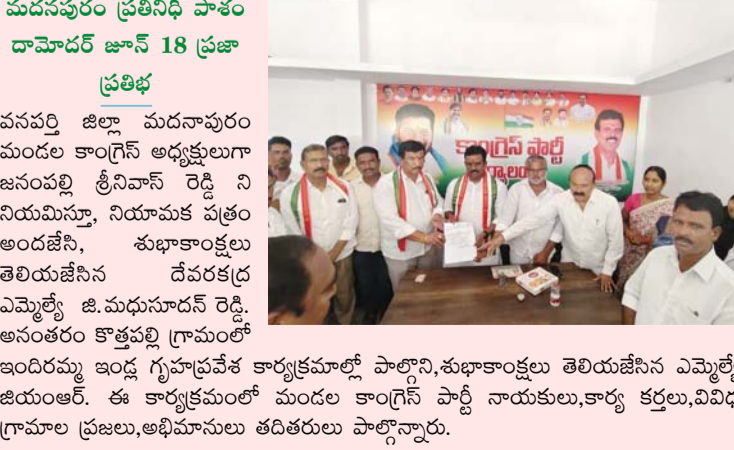 మదనపురం ప్రతినిధి పాశం
దామోదర్ జూన్ 18 ప్రజా
ప్రతిభ
వనపర్తి జిల్లా మదనాపురం
మండల కాంగ్రెస్ అధ్యక్షులుగా
జనంపల్లి శ్రీనివాస్ రెడ్డి ని
నియమిస్తూ, నియామక పత్రం
అందజేసి, శుభాకాంక్షలు
తెలియజేసిన దేవరకద్ర
ఎమ్మెల్యే జి.మధుసూదన్ రెడ్డి.
అనంతరం కొత్తపల్లి గ్రామంలో
ఇందిరమ్మ ఇండ్ల గృహప్రవేశ కార్యక్రమాల్లో పాల్గొని,శుభాకాంక్షలు తెలియజేసిన ఎమ్మెల్యే
జియంఆర్. ఈ కార్యక్రమంలో మండల కాంగ్రెస్ పార్టీ నాయకులు,కార్య కర్తలు,వివిధ
గ్రామాల ప్రజలు,అభిమానులు తదితరులు పాల్గొన్నారు.
కాంగ్రెస్ పార్టీ